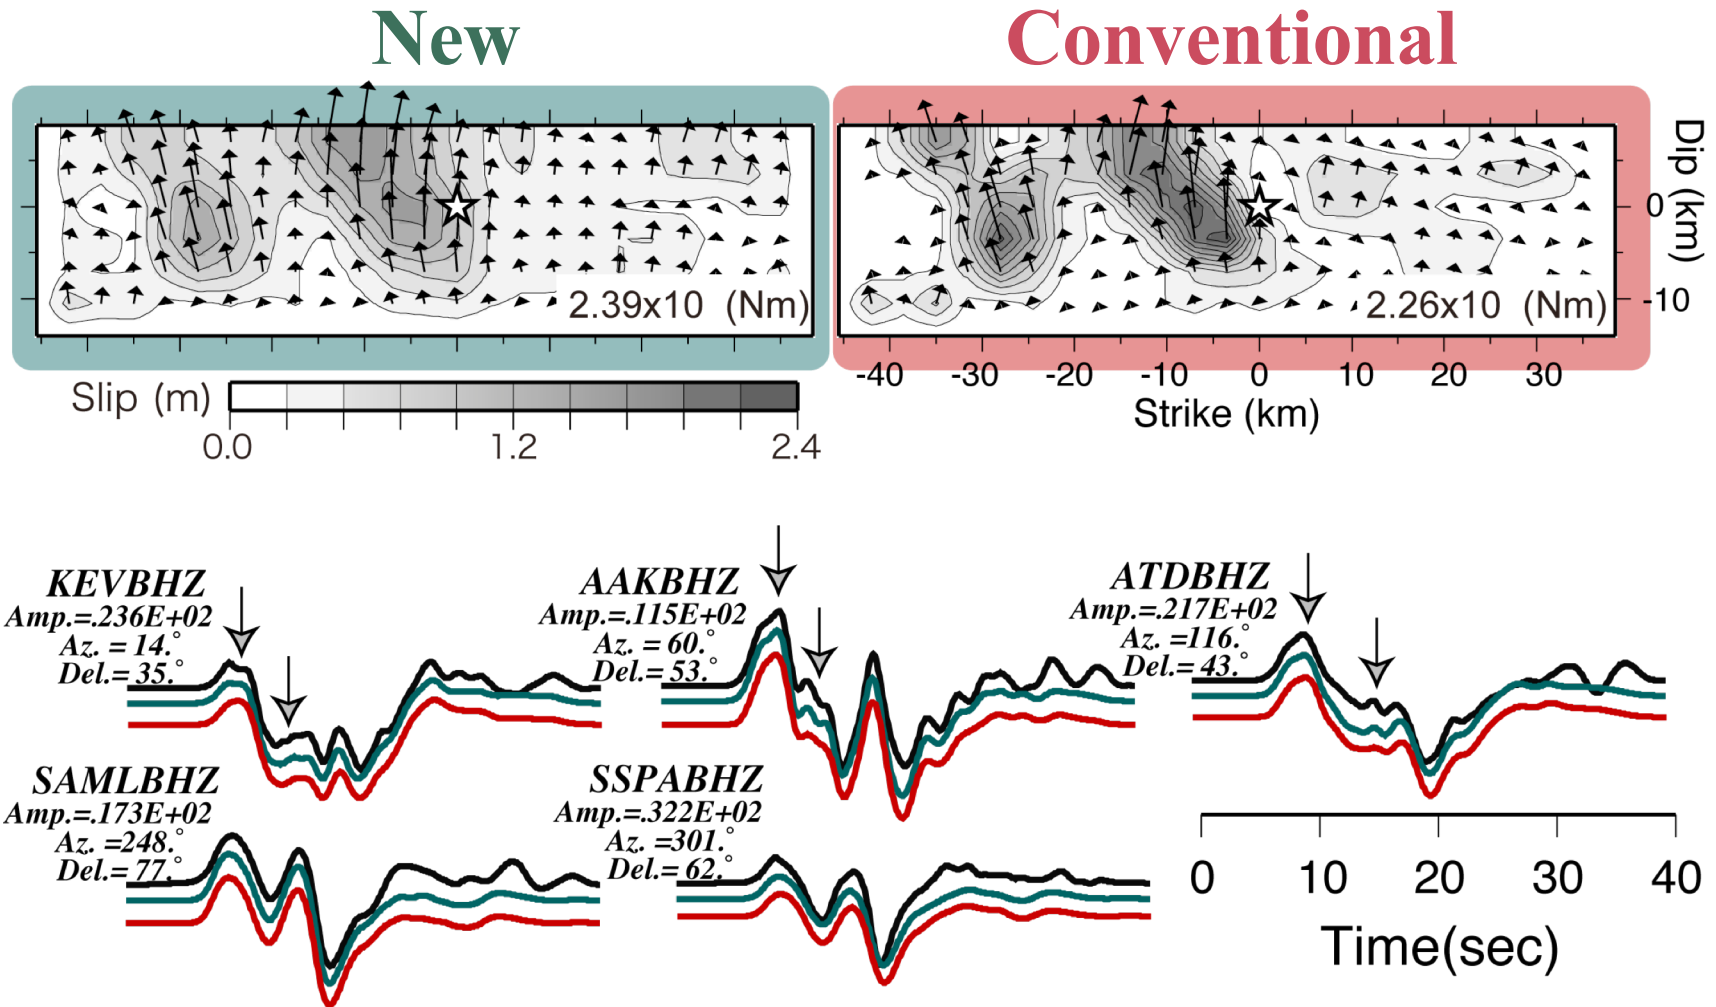 New
Conventional
2.39x10 (Nm)
2.26x10 (Nm)
Dip (km)
0
-10
-40 -30 -20 -10 0 10 20 30
Strike (km)
Slip (m)
0.0 1.2 2.4
KEVBHZ
Amp.=.236E+02
Az. = 14.°
Del.= 35.°
AAKBHZ
Amp.=.115E+02
Az. = 60.°
Del.= 53.°
ATDBHZ
Amp.=.217E+02
Az. =116.°
Del.= 43.°
SAMLBHZ
Amp.=.173E+02
Az. =248.°
Del.= 77.°
SSPABHZ
Amp.=.322E+02
Az. =301.°
Del.= 62.°
0 10 20 30 40
Time(sec)